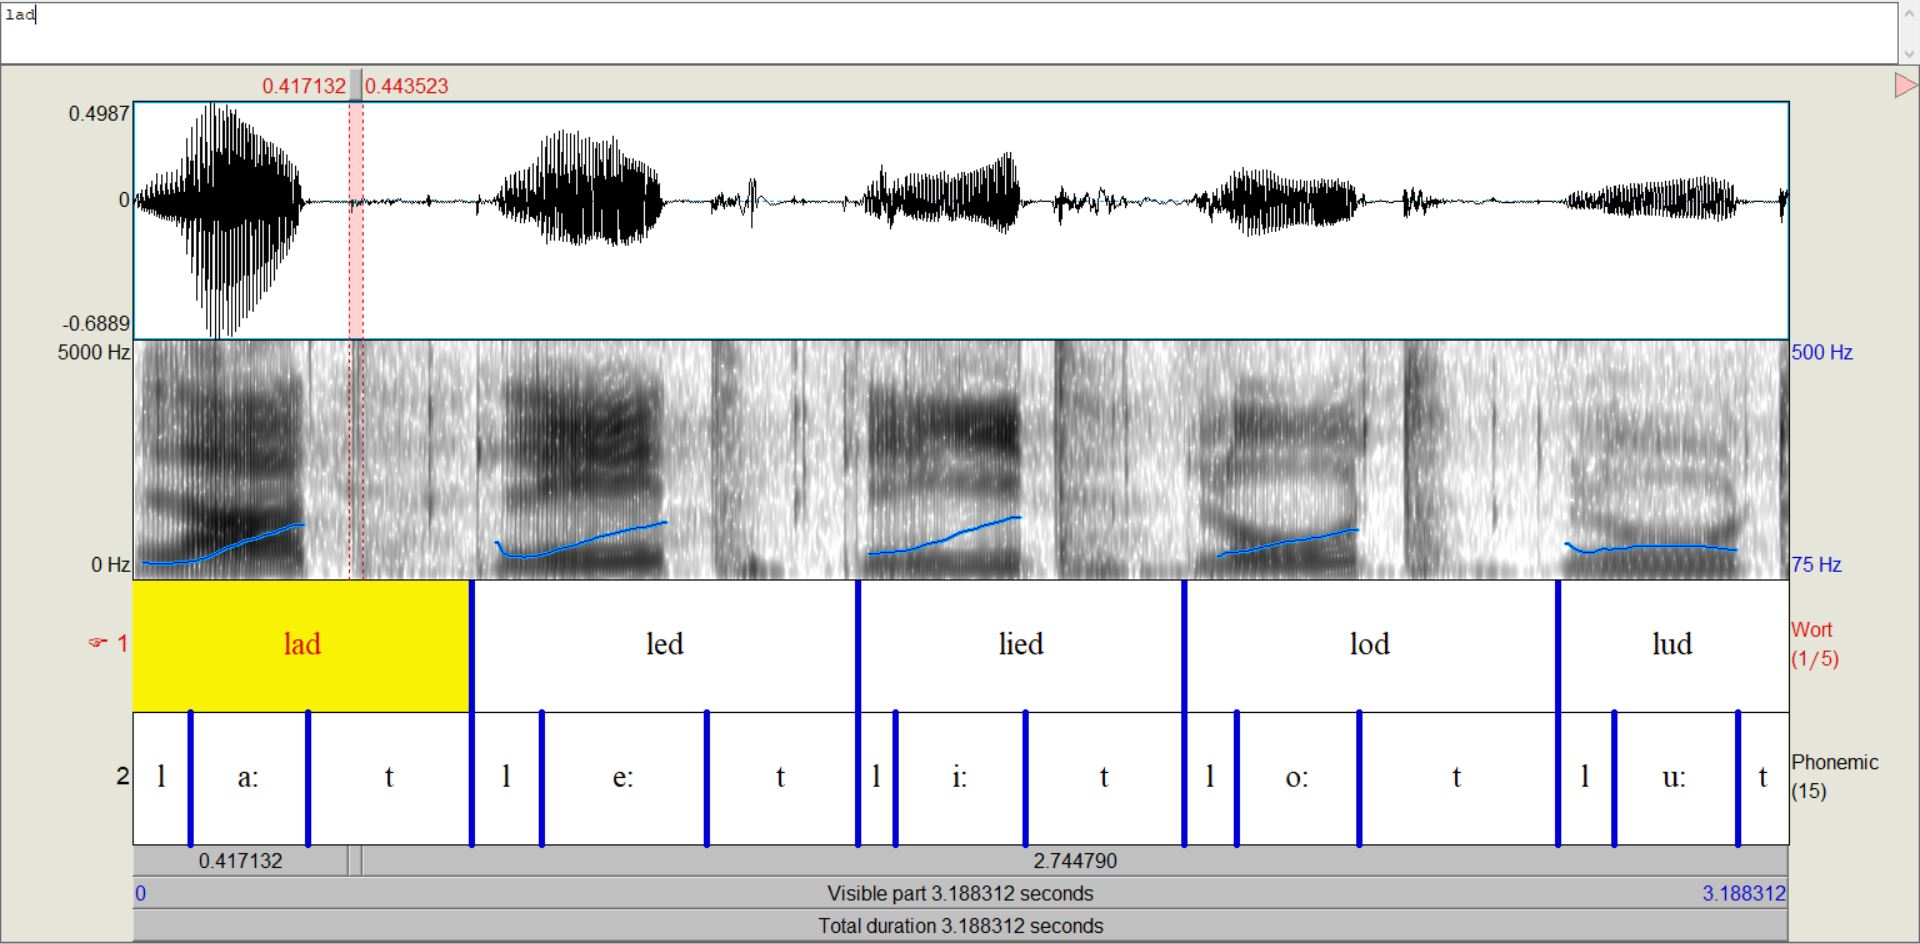 lad
0.417132 0.443523
0.4987
0
-0.6889
5000 Hz 500 Hz
0 Hz 75 Hz
1 lad led lied lod lud Wort
(1/5)
2 l a: t l e: t l i: t l o: t l u: t Phonemic
(15)
0.417132 2.744790
0 Visible part 3.188312 seconds 3.188312
Total duration 3.188312 seconds